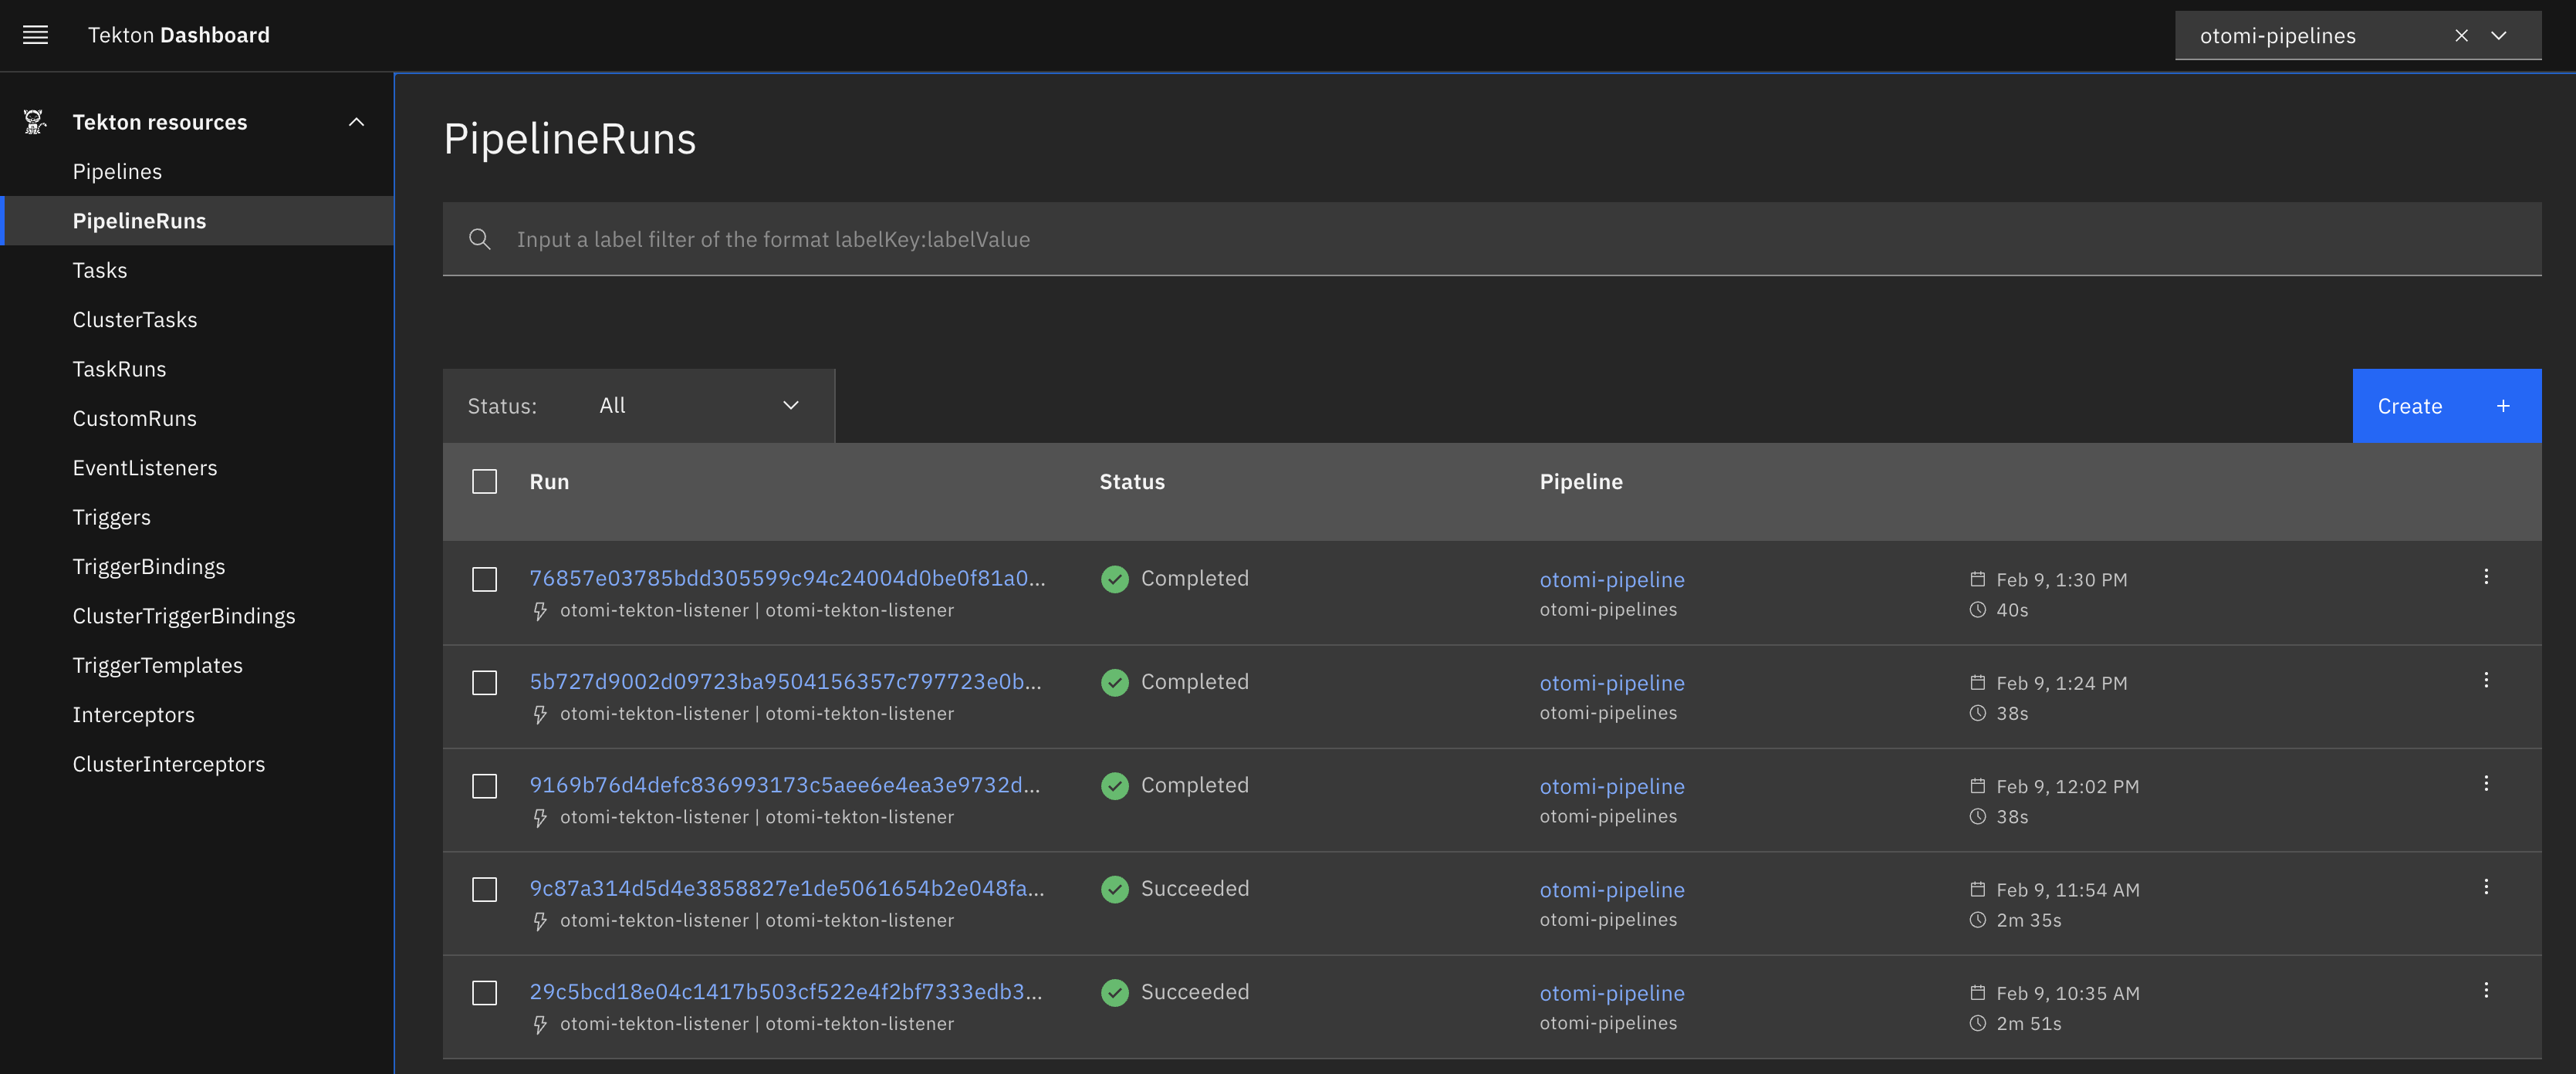 Tekton Dashboard
otomi-pipelines
Tekton resources
Pipelines
PipelineRuns
Tasks
ClusterTasks
TaskRuns
CustomRuns
EventListeners
Triggers
TriggerBindings
ClusterTriggerBindings
TriggerTemplates
Interceptors
ClusterInterceptors
PipelineRuns
Input a label filter of the format labelKey:labelValue
Status: All
Create
Run Status Pipeline
76857e03785bdd305599c94c24004d0be0f81a0... Completed otomi-pipeline Feb 9, 1:30 PM
otomi-tekton-listener | otomi-tekton-listener otomi-pipelines 40s
5b727d9002d09723ba9504156357c797723e0b... Completed otomi-pipeline Feb 9, 1:24 PM
otomi-tekton-listener | otomi-tekton-listener otomi-pipelines 38s
9169b76d4defc836993173c5aee6e4ea3e9732d... Completed otomi-pipeline Feb 9, 12:02 PM
otomi-tekton-listener | otomi-tekton-listener otomi-pipelines 38s
9c87a314d5d4e3858827e1de5061654b2e048fa... Succeeded otomi-pipeline Feb 9, 11:54 AM
otomi-tekton-listener | otomi-tekton-listener otomi-pipelines 2m 35s
29c5bcd18e04c1417b503cf522e4f2bf7333edb3... Succeeded otomi-pipeline Feb 9, 10:35 AM
otomi-tekton-listener | otomi-tekton-listener otomi-pipelines 2m 51s